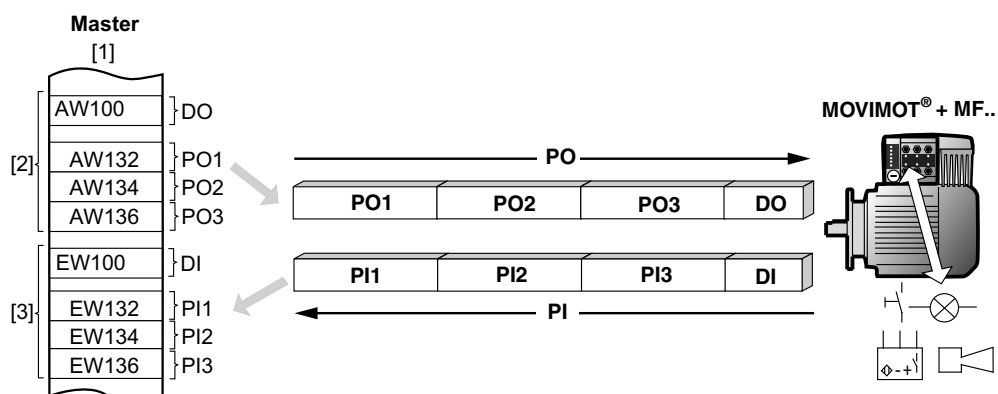 Master
[1]
[2]
AW100 DO
AW132 PO1
AW134 PO2
AW136 PO3
[3]
EW100 DI
EW132 PI1
EW134 PI2
EW136 PI3
PO
PO1 PO2 PO3 DO
PI1 PI2 PI3 DI
PI
MOVIMOT® + MF..
- +